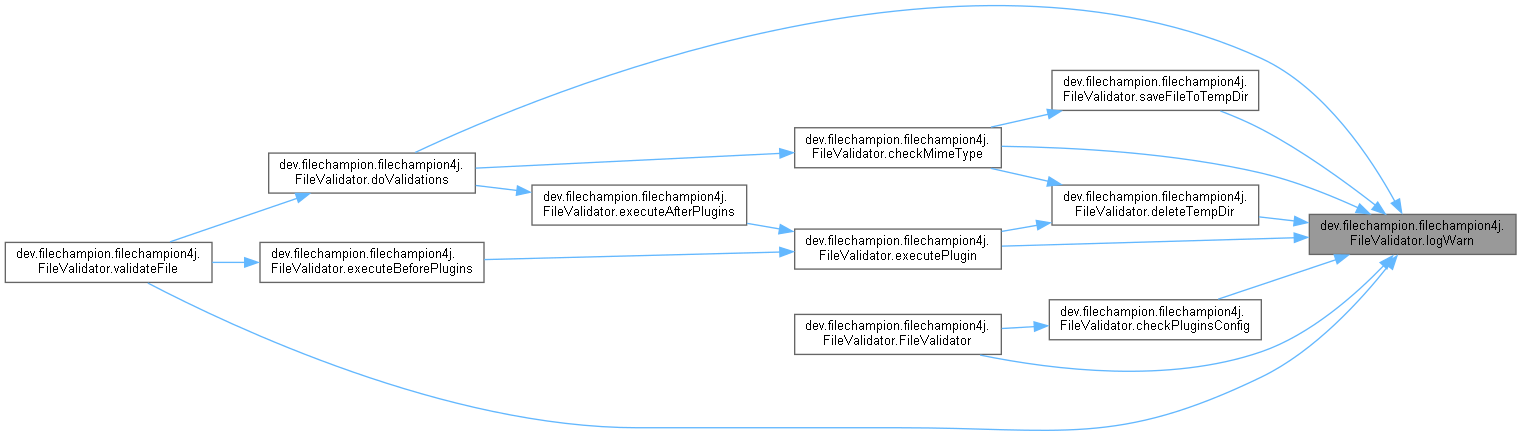 dev.filechampion.filechampion4j.
FileValidator.saveFileToTempDir
dev.filechampion.filechampion4j.
FileValidator.checkMimeType
dev.filechampion.filechampion4j.
FileValidator.doValidations
dev.filechampion.filechampion4j.
FileValidator.executeAfterPlugins
dev.filechampion.filechampion4j.
FileValidator.deleteTempDir
dev.filechampion.filechampion4j.
FileValidator.logWarn
dev.filechampion.filechampion4j.
FileValidator.validateFile
dev.filechampion.filechampion4j.
FileValidator.executeBeforePlugins
dev.filechampion.filechampion4j.
FileValidator.executePlugin
dev.filechampion.filechampion4j.
FileValidator.checkPluginsConfig
dev.filechampion.filechampion4j.
FileValidator.FileValidator